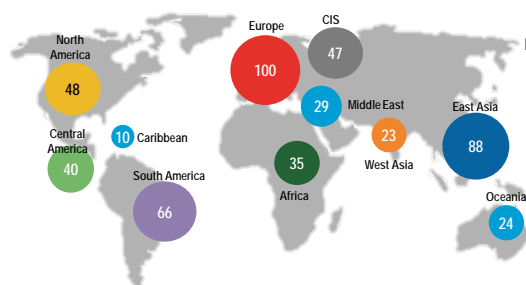 North
America
48
Central
America
40
10 Caribbean
South America
66
Europe
100
CIS
47
29 Middle East
23
West Asia
35
Africa
East Asia
88
Oceania
24